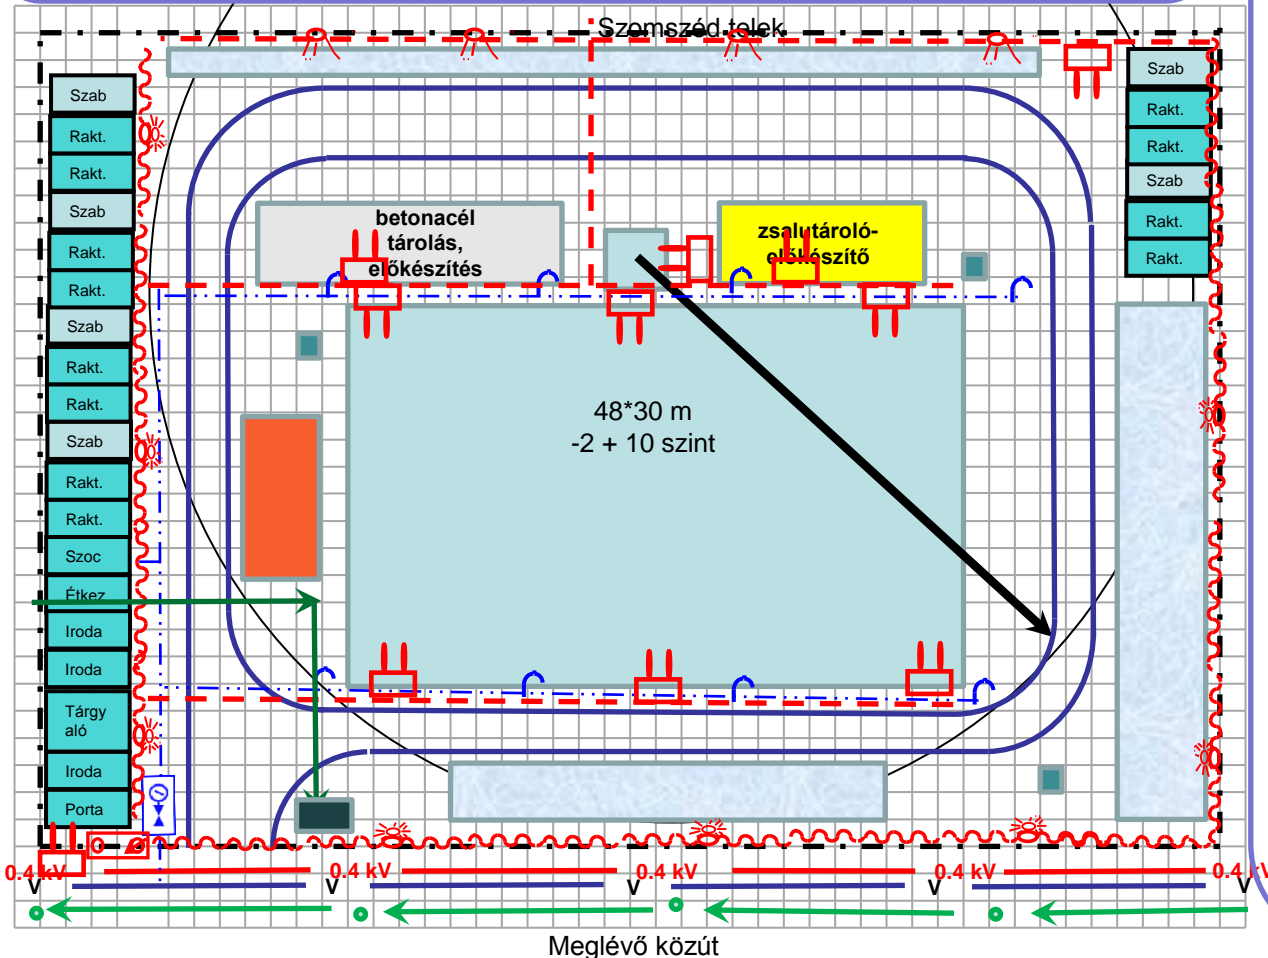 Szomszéd telek
Szab
Rakt.
Rakt.
Szab
Rakt.
Rakt.
Szab
Rakt.
Rakt.
Szab
Rakt.
Rakt.
Szoc
Étkez
Iroda
Iroda
Tárgy
aló
Iroda
Porta
betonacél
tárolás,
előkészítés
zsalutároló-
előkészítő
48*30 m
-2 + 10 szint
Szab
Rakt.
Rakt.
Szab
Rakt.
Rakt.
0.4 kV
0.4 kV
0.4 kV
0.4 kV
0.4 kV
V
V
V
V
V
Meglévő közút